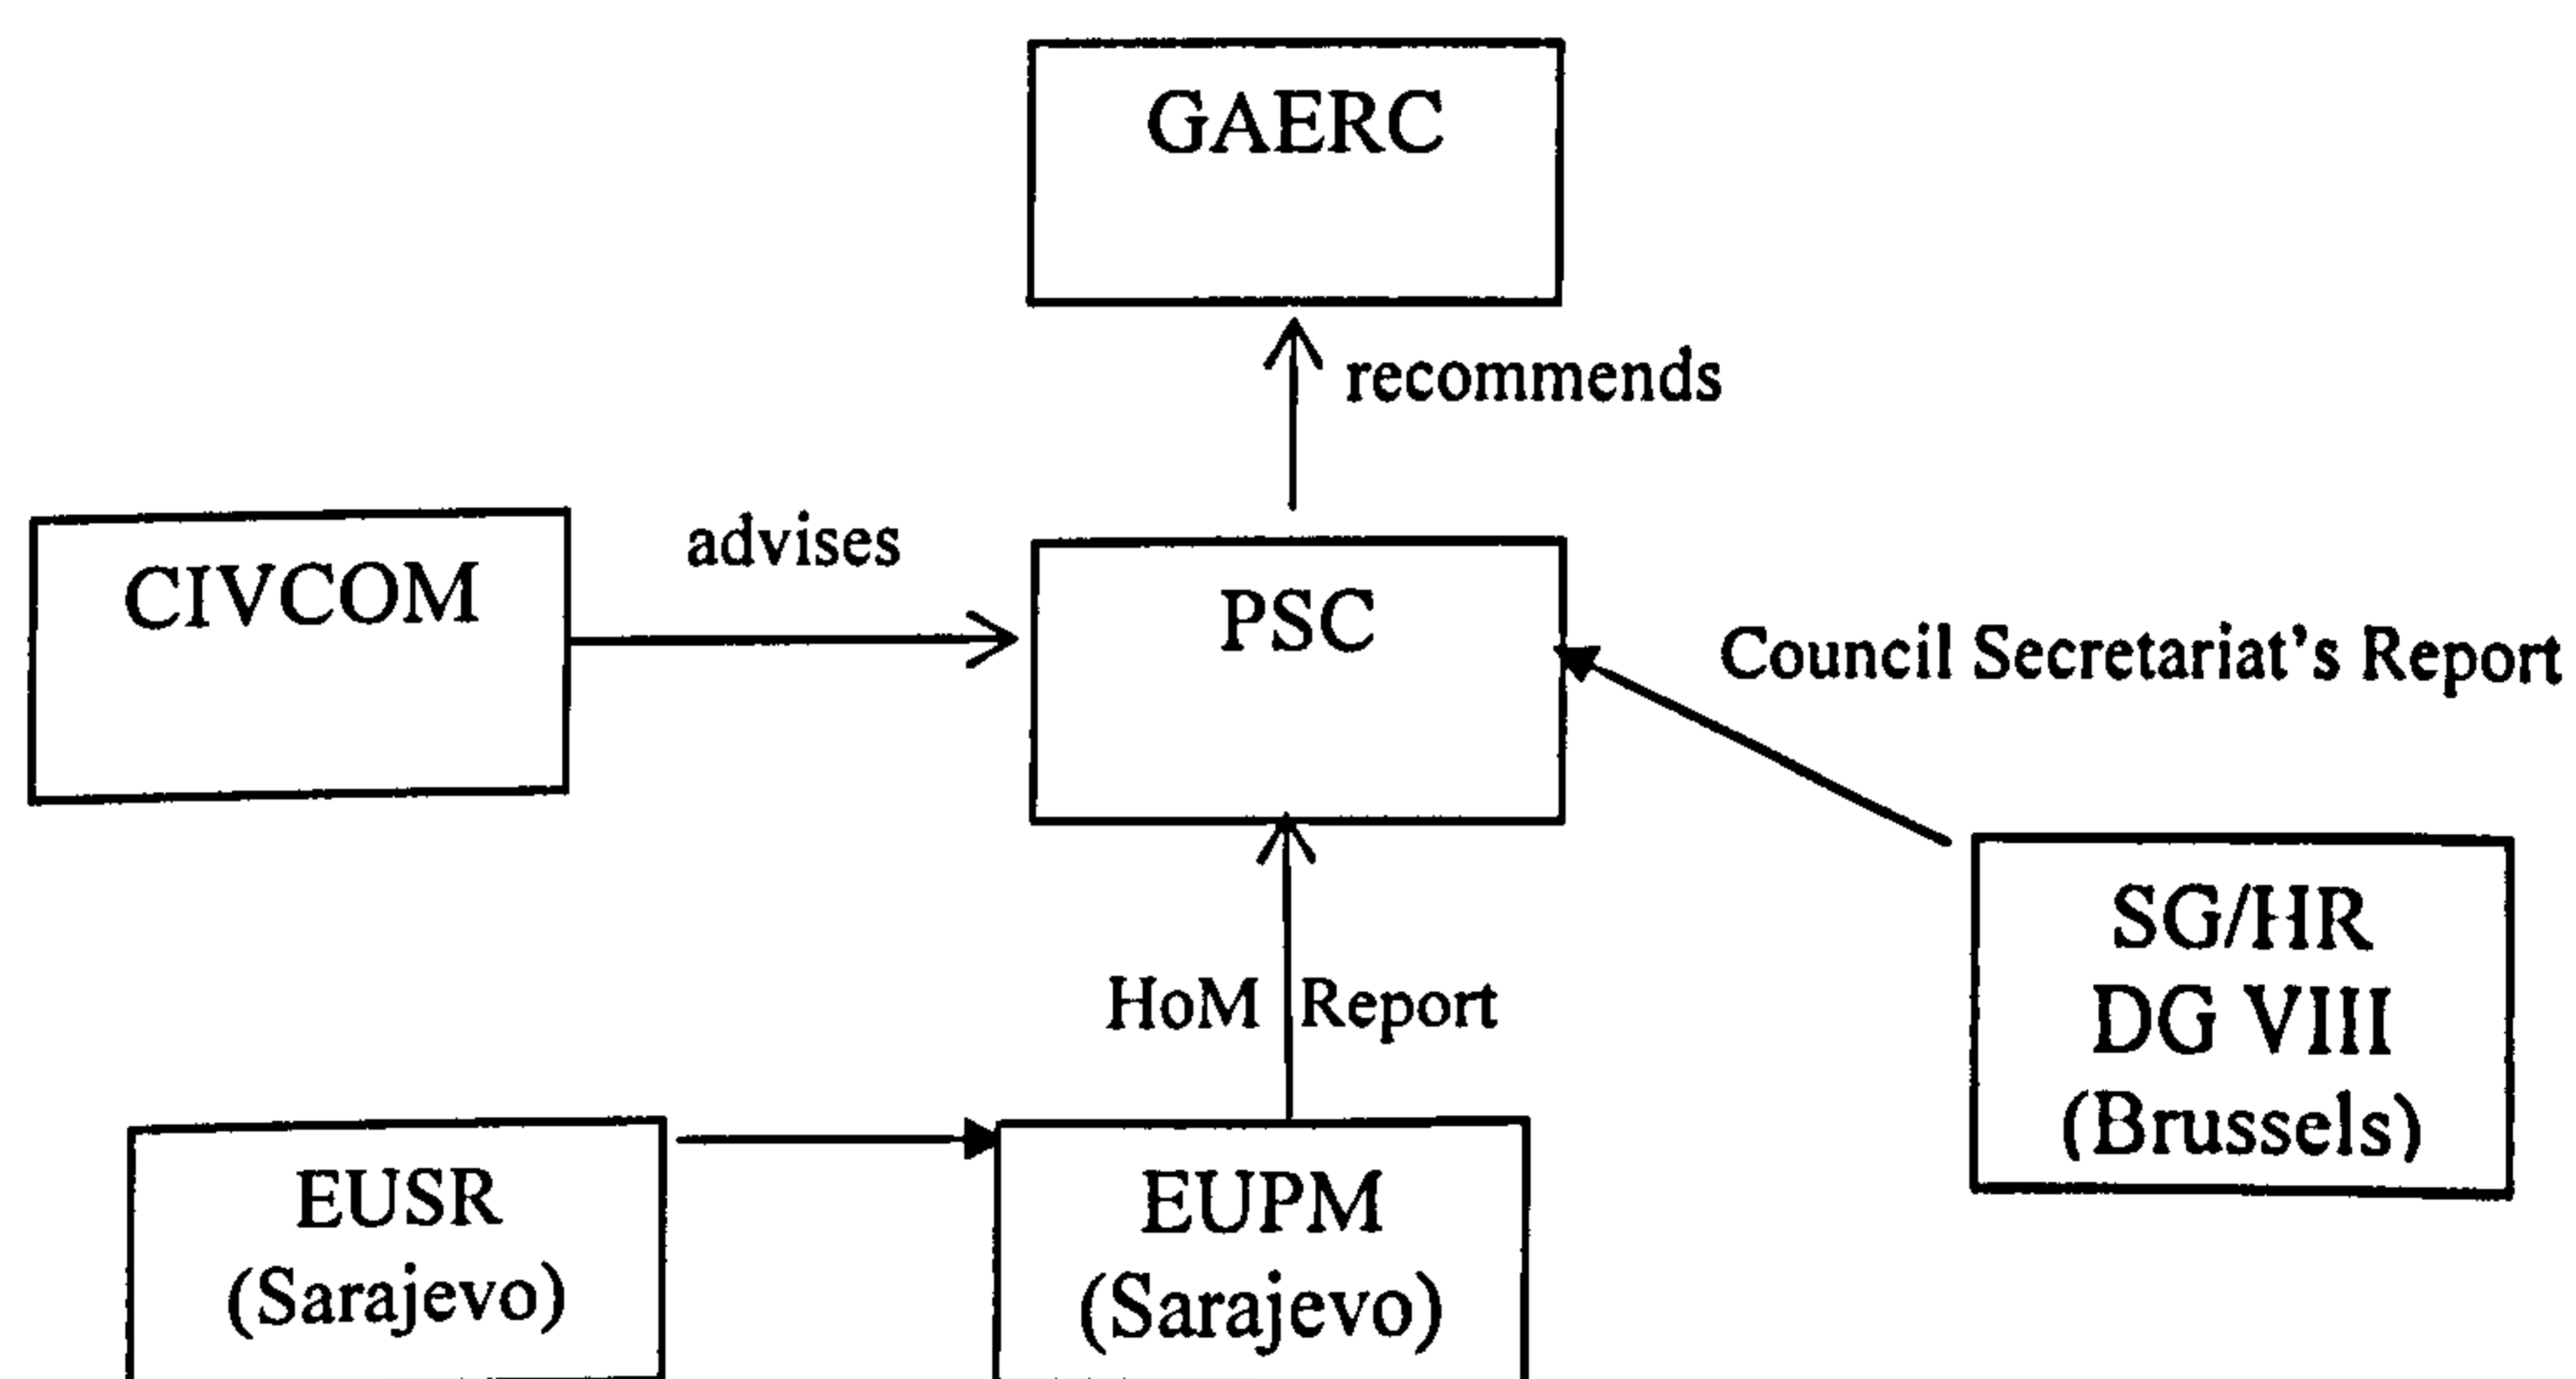 GAERC
recommends
CIVCOM
advises
PSC
Council Secretariat's Report
SG/HR
DG VIII
(Brussels)
HoM Report
EUSR
(Sarajevo)
EUPM
(Sarajevo)